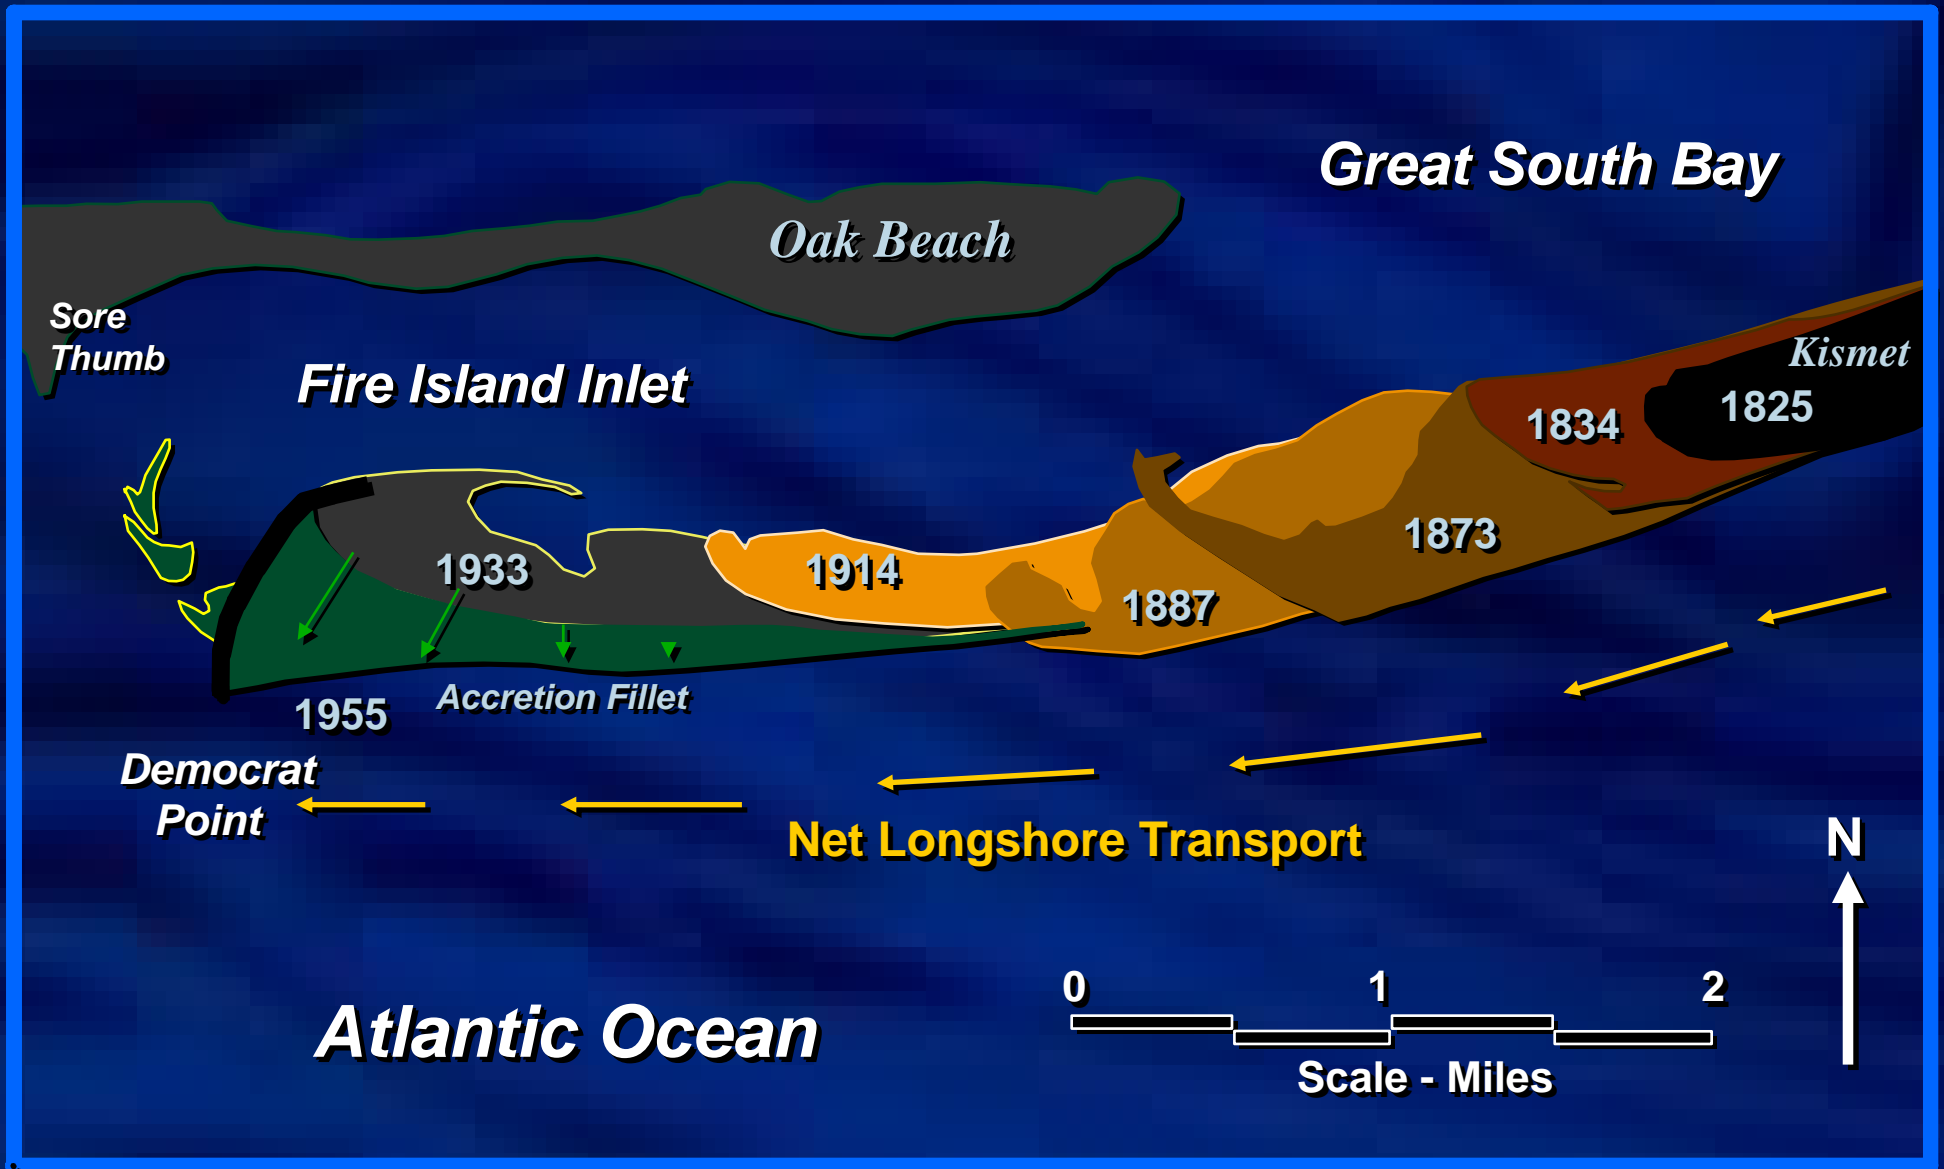 Great South Bay
Oak Beach
Sore
Thumb
Fire Island Inlet
Kismet
1825
1834
1873
1933
1914
1887
1955
Accretion Fillet
Democrat
Point
Net Longshore Transport
N
0 1 2
Scale - Miles
Atlantic Ocean